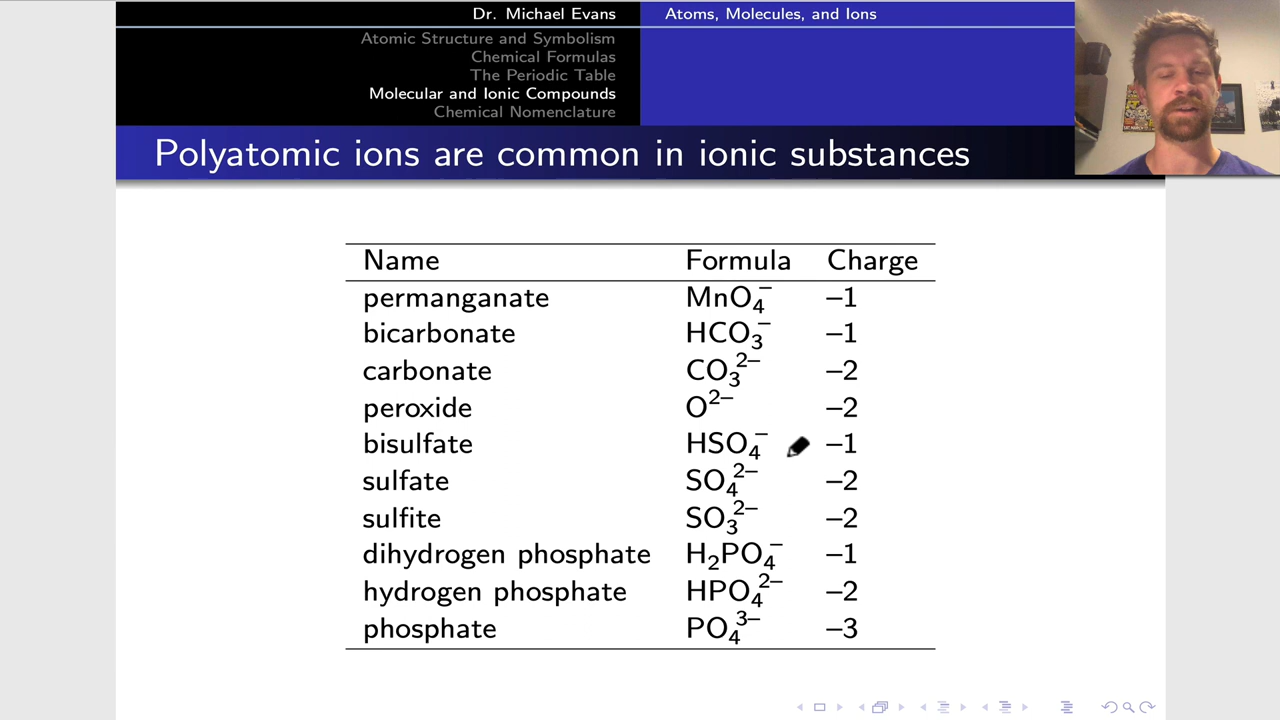 Dr. Michael Evans
Atoms, Molecules, and Ions
Atomic Structure and Symbolism
Chemical Formulas
The Periodic Table
Molecular and Ionic Compounds
Chemical Nomenclature
Polyatomic ions are common in ionic substances
Name Formula Charge
permanganate MnO₄⁻ –1
bicarbonate HCO₃⁻ –1
carbonate CO₃²⁻ –2
peroxide O²⁻ –2
bisulfate HSO₄⁻ –1
sulfate SO₄²⁻ –2
sulfite SO₃²⁻ –2
dihydrogen phosphate H₂PO₄⁻ –1
hydrogen phosphate HPO₄²⁻ –2
phosphate PO₄³⁻ –3